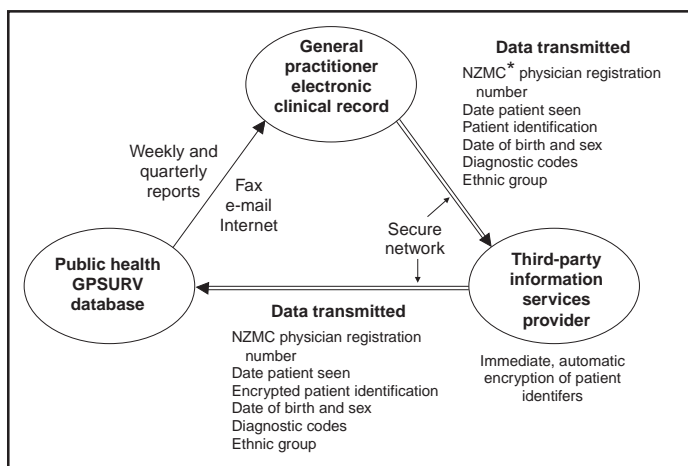 General
practitioner
electronic
clinical record
Data transmitted
NZMC* physician registration
number
Date patient seen
Patient identification
Date of birth and sex
Diagnostic codes
Ethnic group
Weekly and
quarterly
reports
Fax
e-mail
Internet
Secure
network
Public health
GPSURV
database
Third-party
information
services
provider
Data transmitted
NZMC physician registration
number
Date patient seen
Encrypted patient identification
Date of birth and sex
Diagnostic codes
Ethnic group
Immediate, automatic
encryption of patient
identifers